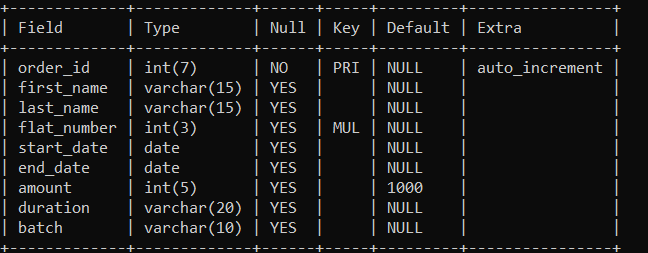 +--------------+-------------+------+-----+---------+----------------+
| Field        | Type        | Null | Key | Default | Extra          |
+--------------+-------------+------+-----+---------+----------------+
| order_id     | int(7)      | NO   | PRI | NULL    | auto_increment |
| first_name   | varchar(15) | YES  |     | NULL    |                |
| last_name    | varchar(15) | YES  |     | NULL    |                |
| flat_number  | int(3)      | YES  | MUL | NULL    |                |
| start_date   | date        | YES  |     | NULL    |                |
| end_date     | date        | YES  |     | NULL    |                |
| amount       | int(5)      | YES  |     | 1000    |                |
| duration     | varchar(20) | YES  |     | NULL    |                |
| batch        | varchar(10) | YES  |     | NULL    |                |
+--------------+-------------+------+-----+---------+----------------+